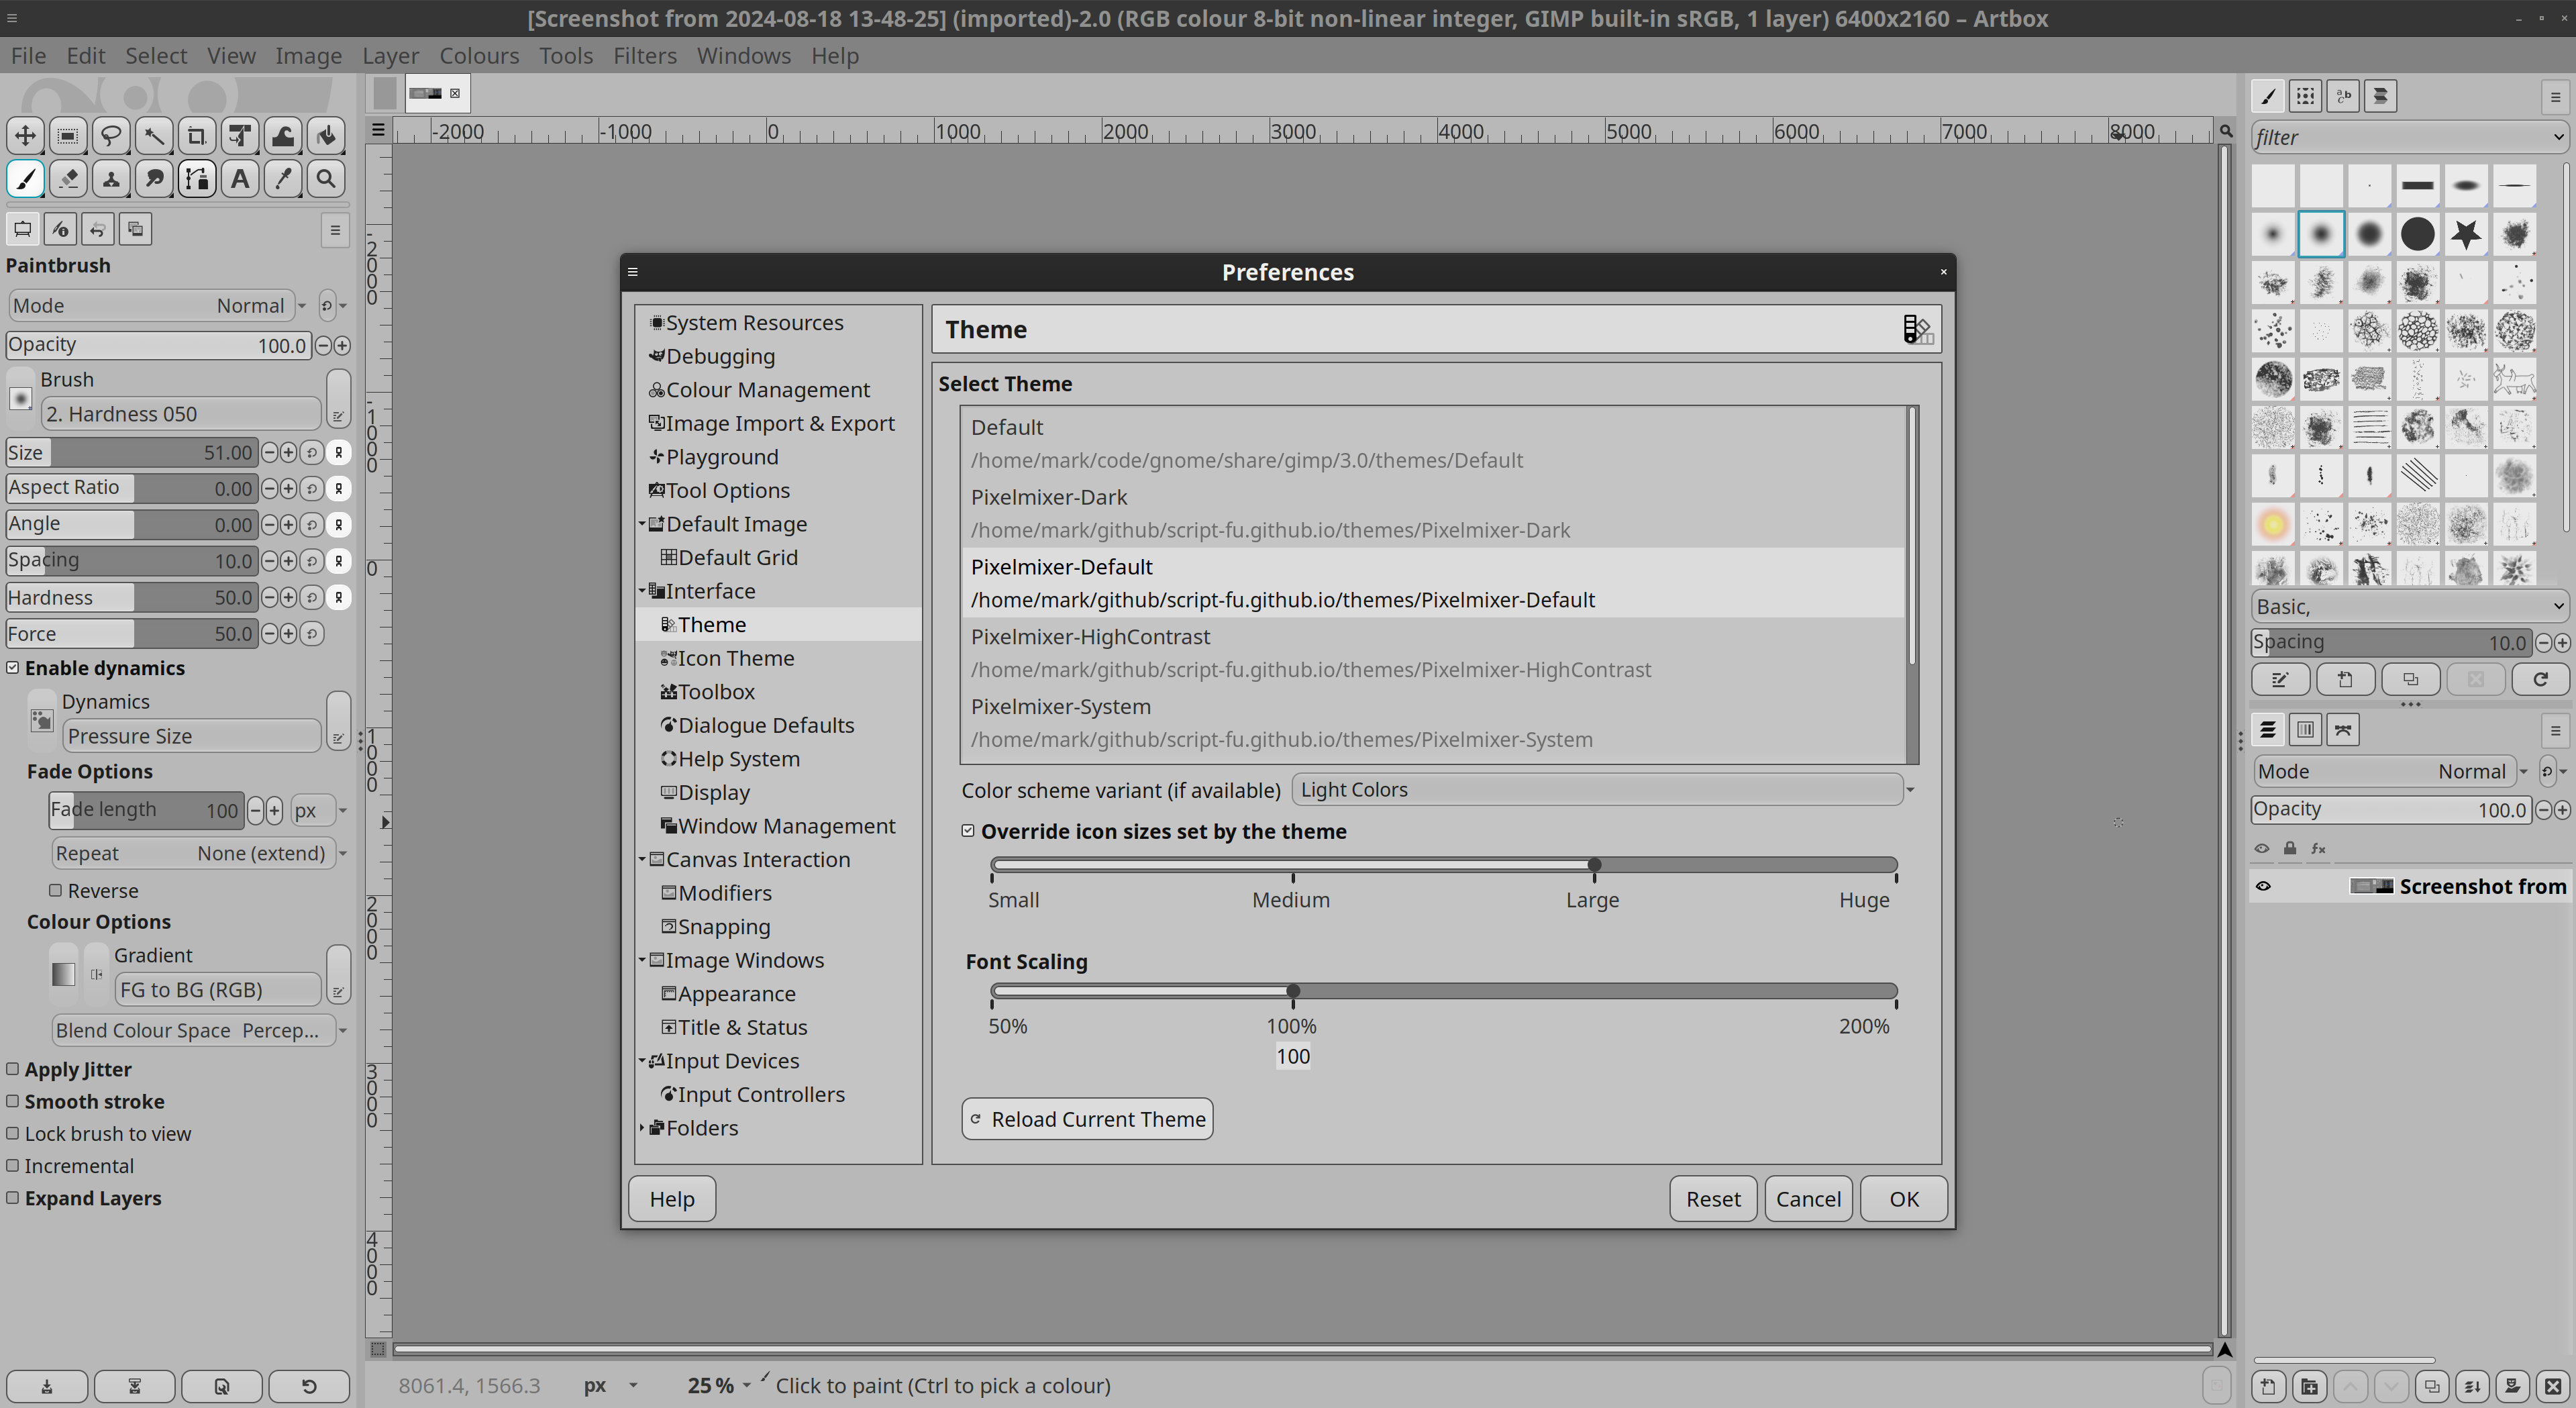 [Screenshot from 2024-08-18 13-48-25] (imported)-2.0 (RGB colour 8-bit non-linear integer, GIMP built-in sRGB, 1 layer) 6400x2160 – Artbox
File Edit Select View Image Layer Colours Tools Filters Windows Help
-2000 -1000 0 1000 2000 3000 4000 5000 6000 7000 8000
-2000
-1000
0
1000
2000
3000
4000
Paintbrush
Mode Normal
Opacity 100.0
Brush
2. Hardness 050
Size 51.00
Aspect Ratio 0.00
Angle 0.00
Spacing 10.0
Hardness 50.0
Force 50.0
Enable dynamics
Dynamics
Pressure Size
Fade Options
Fade length 100 px
Repeat None (extend)
Reverse
Colour Options
Gradient
FG to BG (RGB)
Blend Colour Space Percep...
Apply Jitter
Smooth stroke
Lock brush to view
Incremental
Expand Layers
Preferences
System Resources
Debugging
Colour Management
Image Import & Export
Playground
Tool Options
Default Image
Default Grid
Interface
Theme
Icon Theme
Toolbox
Dialogue Defaults
Help System
Display
Window Management
Canvas Interaction
Modifiers
Snapping
Image Windows
Appearance
Title & Status
Input Devices
Input Controllers
Folders
Theme
Select Theme
Default
/home/mark/code/gnome/share/gimp/3.0/themes/Default
Pixelmixer-Dark
/home/mark/github/script-fu.github.io/themes/Pixelmixer-Dark
Pixelmixer-Default
/home/mark/github/script-fu.github.io/themes/Pixelmixer-Default
Pixelmixer-HighContrast
/home/mark/github/script-fu.github.io/themes/Pixelmixer-HighContrast
Pixelmixer-System
/home/mark/github/script-fu.github.io/themes/Pixelmixer-System
Color scheme variant (if available) Light Colors
Override icon sizes set by the theme
Small Medium Large Huge
Font Scaling
50% 100% 200%
100
Reload Current Theme
Help Reset Cancel OK
8061.4, 1566.3 px 25 % Click to paint (Ctrl to pick a colour)
filter
Basic,
Spacing 10.0
Mode Normal
Opacity 100.0
fx
Screenshot from